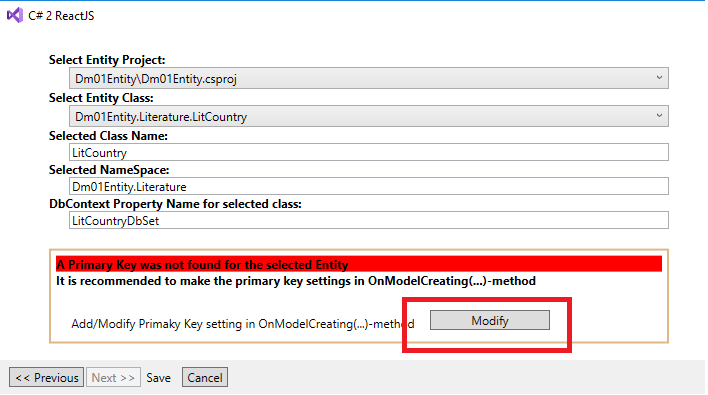 C# 2 ReactJS
Select Entity Project:
Dm01Entity\Dm01Entity.csproj
Select Entity Class:
Dm01Entity.Literature.LitCountry
Selected Class Name:
LitCountry
Selected NameSpace:
Dm01Entity.Literature
DbContext Property Name for selected class:
LitCountryDbSet
A Primary Key was not found for the selected Entity
It is recommended to make the primary key settings in OnModelCreating(...)-method
Add/Modify Primaky Key setting in OnModelCreating(...)-method Modify
<< Previous Next >> Save Cancel